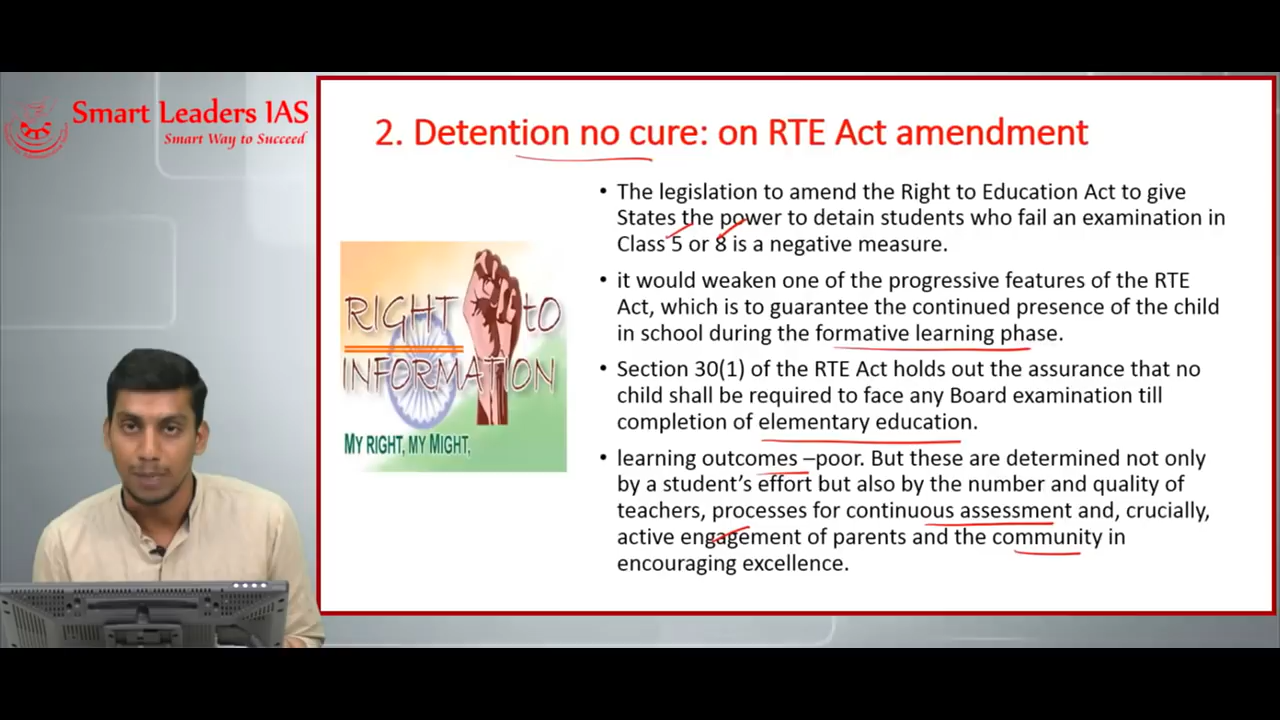 Smart Leaders IAS
Smart Way to Succeed
2. Detention no cure: on RTE Act amendment
• The legislation to amend the Right to Education Act to give
States the power to detain students who fail an examination in
Class 5 or 8 is a negative measure.
• it would weaken one of the progressive features of the RTE
Act, which is to guarantee the continued presence of the child
in school during the formative learning phase.
• Section 30(1) of the RTE Act holds out the assurance that no
child shall be required to face any Board examination till
completion of elementary education.
• learning outcomes –poor. But these are determined not only
by a student's effort but also by the number and quality of
teachers, processes for continuous assessment and, crucially,
active engagement of parents and the community in
encouraging excellence.
RIGHT to
INFORMATION
MY RIGHT, MY MIGHT,